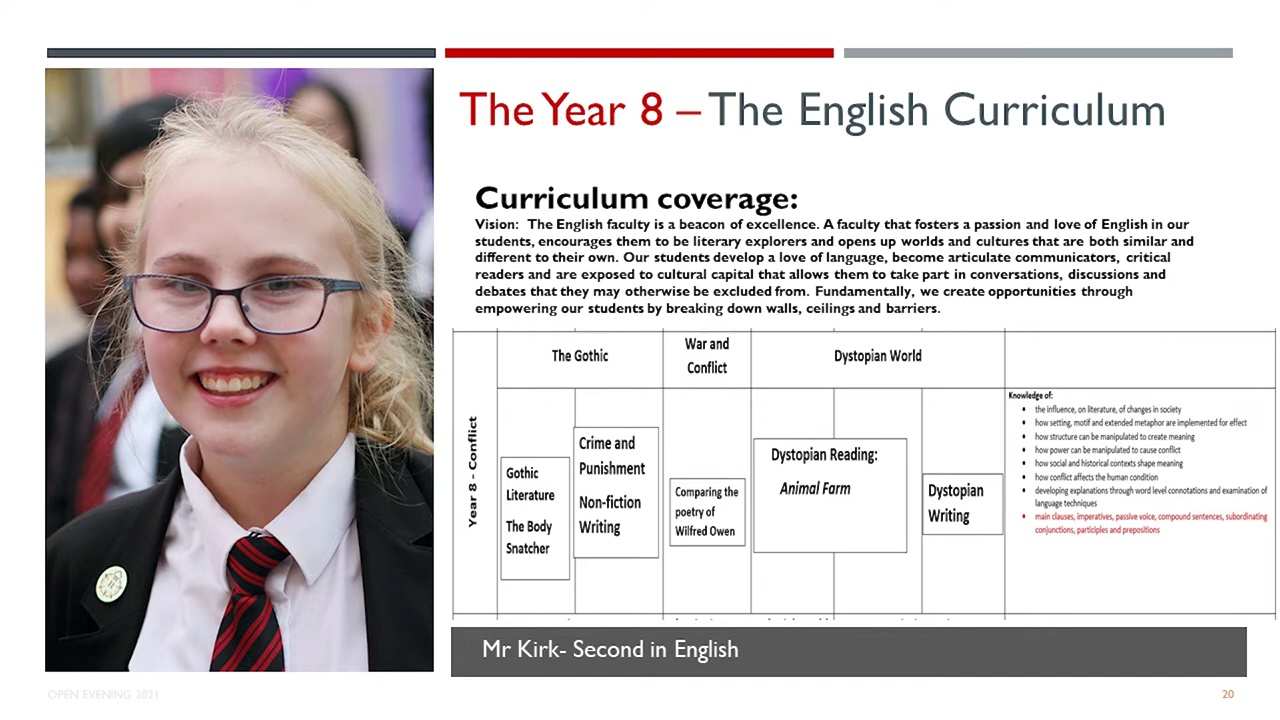 The Year 8 – The English Curriculum
Curriculum coverage:
Vision: The English faculty is a beacon of excellence. A faculty that fosters a passion and love of English in our
students, encourages them to be literary explorers and opens up worlds and cultures that are both similar and
different to their own. Our students develop a love of language, become articulate communicators, critical
readers and are exposed to cultural capital that allows them to take part in conversations, discussions and
debates that they may otherwise be excluded from. Fundamentally, we create opportunities through
empowering our students by breaking down walls, ceilings and barriers.
Year 8 - Conflict
The Gothic
War and
Conflict
Dystopian World
Gothic
Literature
The Body
Snatcher
Crime and
Punishment
Non-fiction
Writing
Comparing the
poetry of
Wilfred Owen
Dystopian Reading:
Animal Farm
Dystopian
Writing
Knowledge of:
• the influence, on literature, of changes in society
• how setting, motif and extended metaphor are implemented for effect
• how structure can be manipulated to create meaning
• how power can be manipulated to cause conflict
• how social and historical contexts shape meaning
• how conflict affects the human condition
• developing explanations through word level connotations and examination of
language techniques
• main clauses, imperatives, passive voice, compound sentences, subordinating
conjunctions, participles and prepositions
Mr Kirk- Second in English
OPEN EVENING 2021
20